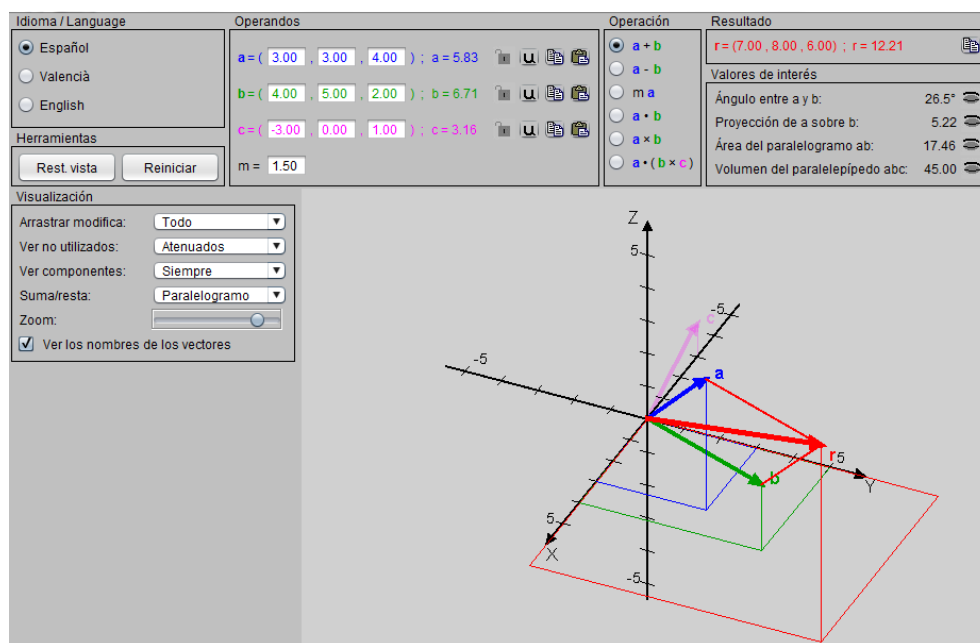 Idioma / Language
Español
Valencià
English
Herramientas
Rest. vista Reiniciar
Operandos
a = ( 3.00 , 3.00 , 4.00 ) ; a = 5.83 u
b = ( 4.00 , 5.00 , 2.00 ) ; b = 6.71 u
c = ( -3.00 , 0.00 , 1.00 ) ; c = 3.16 u
m = 1.50
Operación
a + b
a - b
m a
a • b
a × b
a • ( b × c )
Resultado
r = (7.00 , 8.00 , 6.00) ; r = 12.21
Valores de interés
Ángulo entre a y b: 26.5°
Proyección de a sobre b: 5.22
Área del paralelogramo ab: 17.46
Volumen del paralelepípedo abc: 45.00
Visualización
Arrastrar modifica: Todo
Ver no utilizados: Atenuados
Ver componentes: Siempre
Suma/resta: Paralelogramo
Zoom:
Ver los nombres de los vectores
Z
5
-5
c
-5
a
r
5
b
Y
5
X
-5